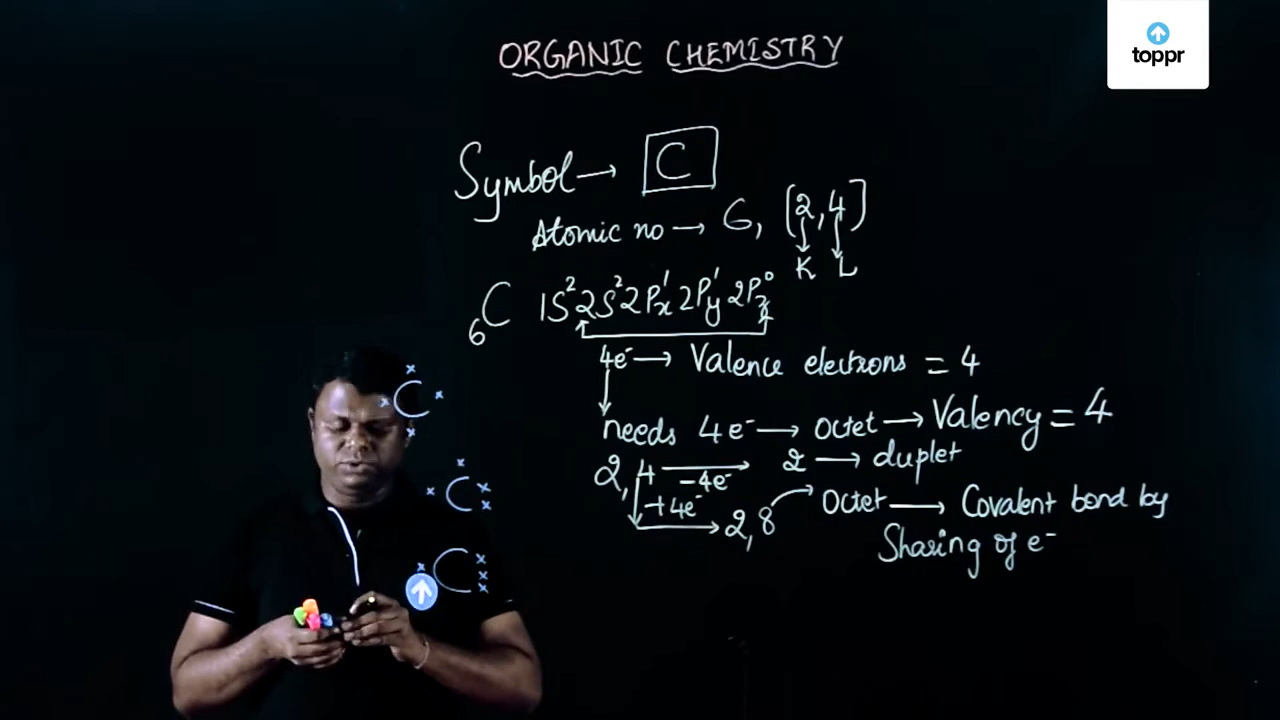 ORGANIC CHEMISTRY
toppr
Symbol → C
Atomic no → 6, [2,4]
K L
₆C 1S² 2S² 2Px¹ 2Py¹ 2Pz⁰
4e⁻ → Valence electrons = 4
needs 4e⁻ → Octet → Valency = 4
2,4 → 2 → duplet
-4e⁻
+4e⁻ → 2,8 → Octet → Covalent bond by
Sharing of e⁻
C
C
C